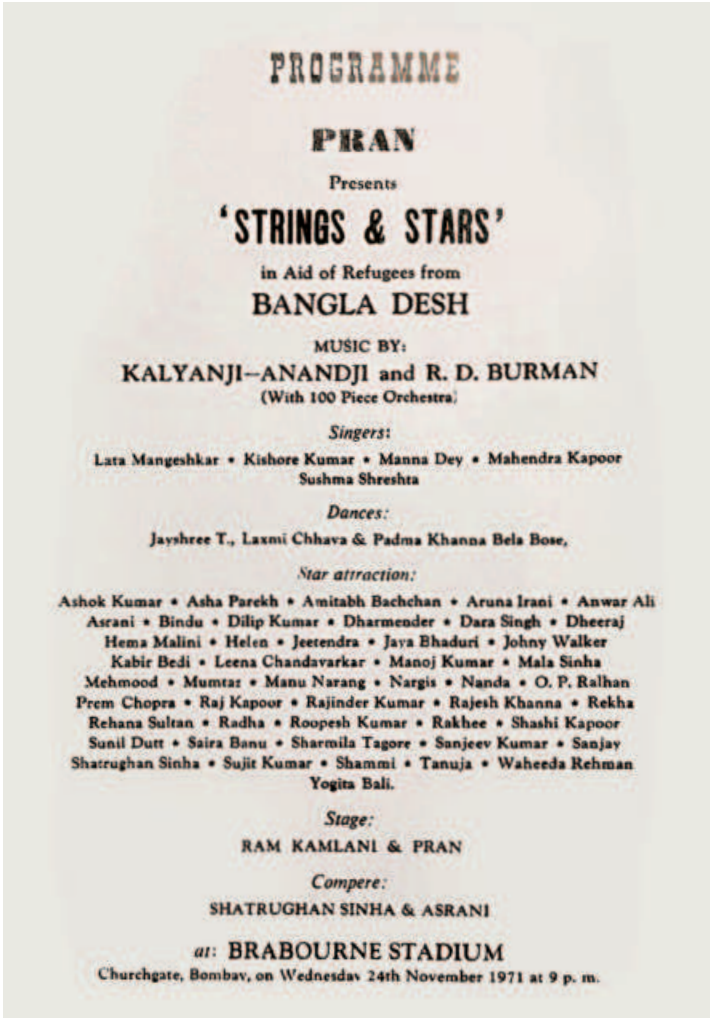 PROGRAMME
PRAN
Presents
'STRINGS & STARS'
in Aid of Refugees from
BANGLA DESH
MUSIC BY:
KALYANJI–ANANDJI and R. D. BURMAN
(With 100 Piece Orchestra)
Singers:
Lata Mangeshkar • Kishore Kumar • Manna Dey • Mahendra Kapoor
Sushma Shreshta
Dances:
Jayshree T., Laxmi Chhava & Padma Khanna Bela Bose,
Star attraction:
Ashok Kumar • Asha Parekh • Amitabh Bachchan • Aruna Irani • Anwar Ali
Asrani • Bindu • Dilip Kumar • Dharmender • Dara Singh • Dheeraj
Hema Malini • Helen • Jeetendra • Jaya Bhaduri • Johny Walker
Kabir Bedi • Leena Chandavarkar • Manoj Kumar • Mala Sinha
Mehmood • Mumtaz • Manu Narang • Nargis • Nanda • O. P. Ralhan
Prem Chopra • Raj Kapoor • Rajinder Kumar • Rajesh Khanna • Rekha
Rehana Sultan • Radha • Roopesh Kumar • Rakhee • Shashi Kapoor
Sunil Dutt • Saira Banu • Sharmila Tagore • Sanjeev Kumar • Sanjay
Shatrughan Sinha • Sujit Kumar • Shammi • Tanuja • Waheeda Rehman
Yogita Bali.
Stage:
RAM KAMLANI & PRAN
Compere:
SHATRUGHAN SINHA & ASRANI
at: BRABOURNE STADIUM
Churchgate, Bombay, on Wednesday 24th November 1971 at 9 p. m.